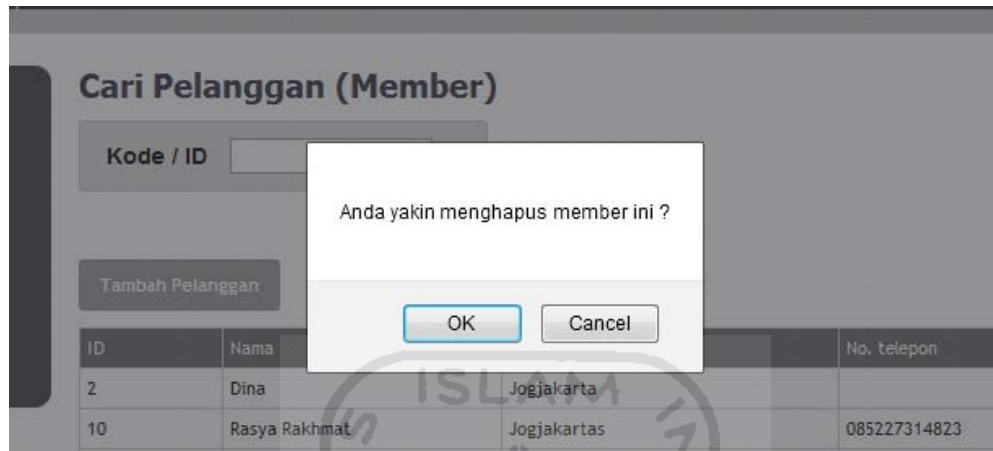 Cari Pelanggan (Member)
Kode / ID
Anda yakin menghapus member ini ?
Tambah Pelanggan
OK Cancel
ID Nama No. telepon
2 Dina Jogjakarta
10 Rasya Rakhmat Jogjakartas 085227314823
ISLAM